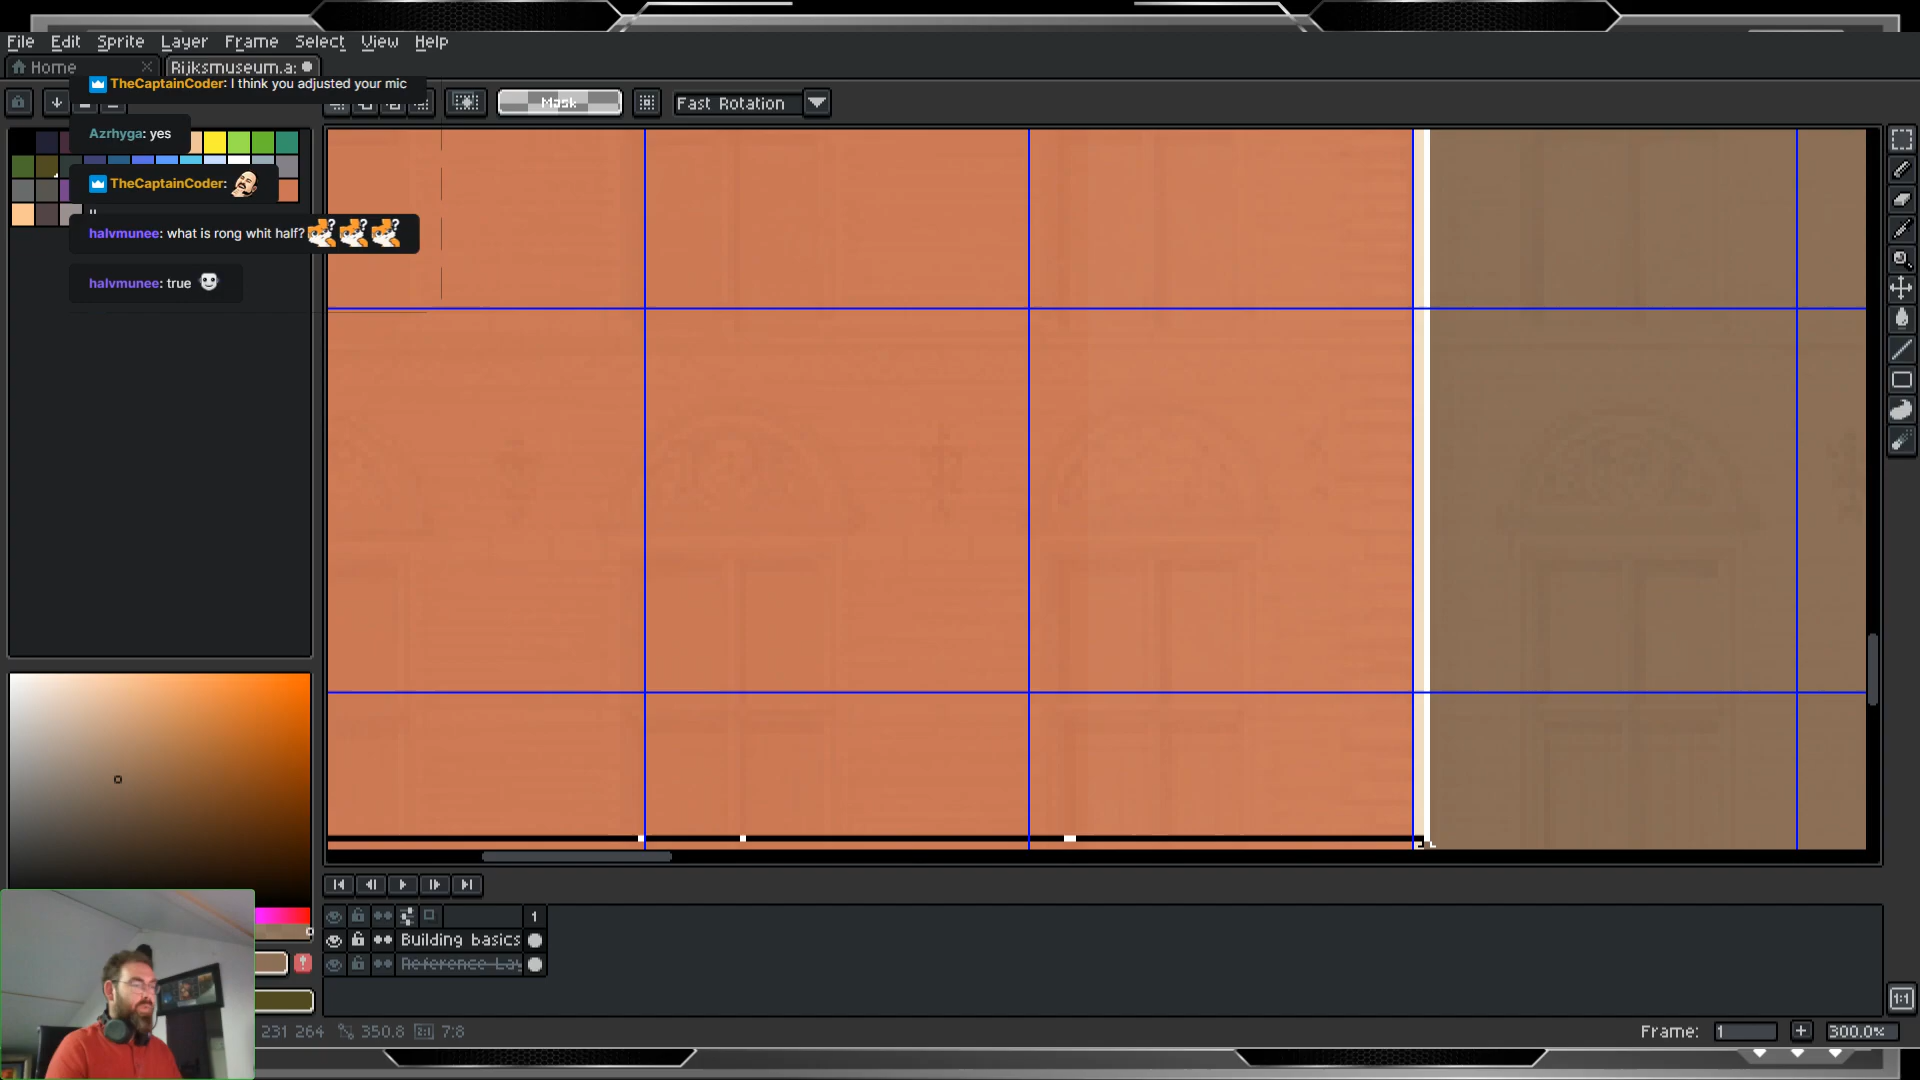 File Edit Sprite Layer Frame Select View Help
Home
Rijksmuseum.a:
TheCaptainCoder: I think you adjusted your mic
Mask
Fast Rotation
Azrhyga: yes
TheCaptainCoder:
halvmunee: what is rong whit half?
halvmunee: true
1
Building basics
Reference Lay
231 264 350.8 7:8
Frame: 1 300.0%
1:1